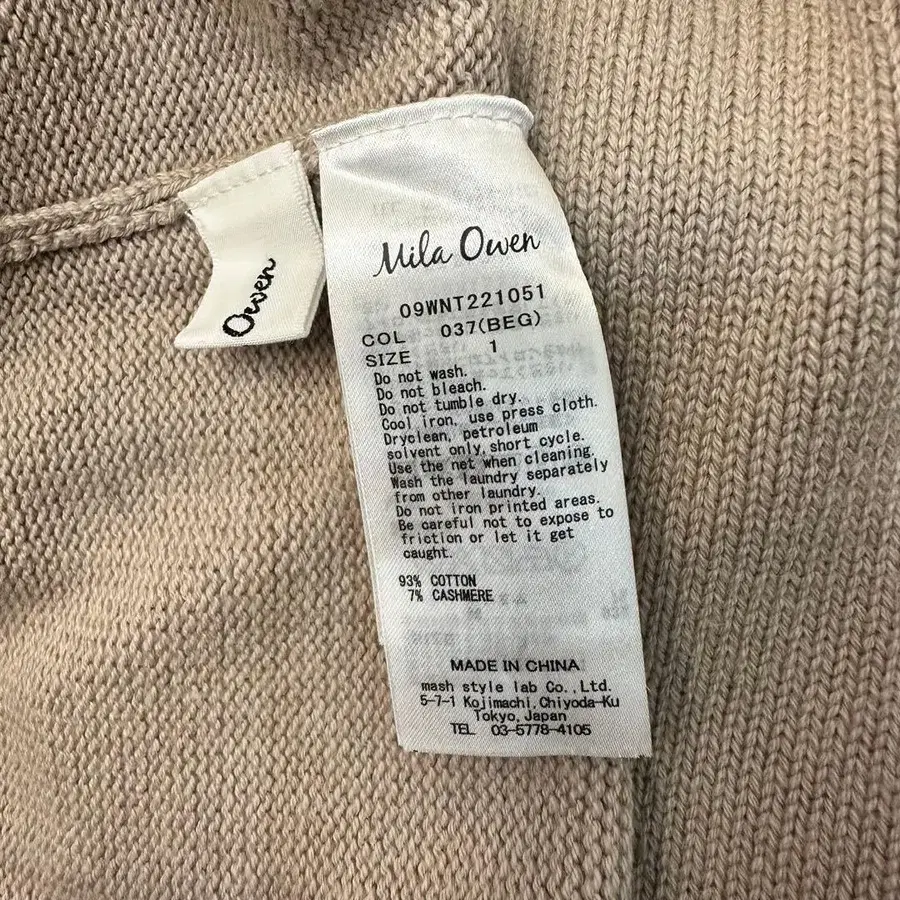 Owen
Mila Owen
09WNT221051
COL 037(BEG)
SIZE 1
Do not wash.
Do not bleach.
Do not tumble dry.
Cool iron, use press cloth.
Dryclean, petroleum
solvent only, short cycle.
Use the net when cleaning.
Wash the laundry separately
from other laundry.
Do not iron printed areas.
Be careful not to expose to
friction or let it get
caught.
93% COTTON
7% CASHMERE
MADE IN CHINA
mash style lab Co.,Ltd.
5-7-1 Kojimachi,Chiyoda-Ku
Tokyo,Japan
TEL 03-5778-4105